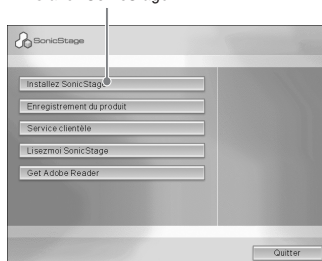 SonicStage
Installez SonicStage
Enregistrement du produit
Service clientèle
Lisezmoi SonicStage
Get Adobe Reader
Quitter